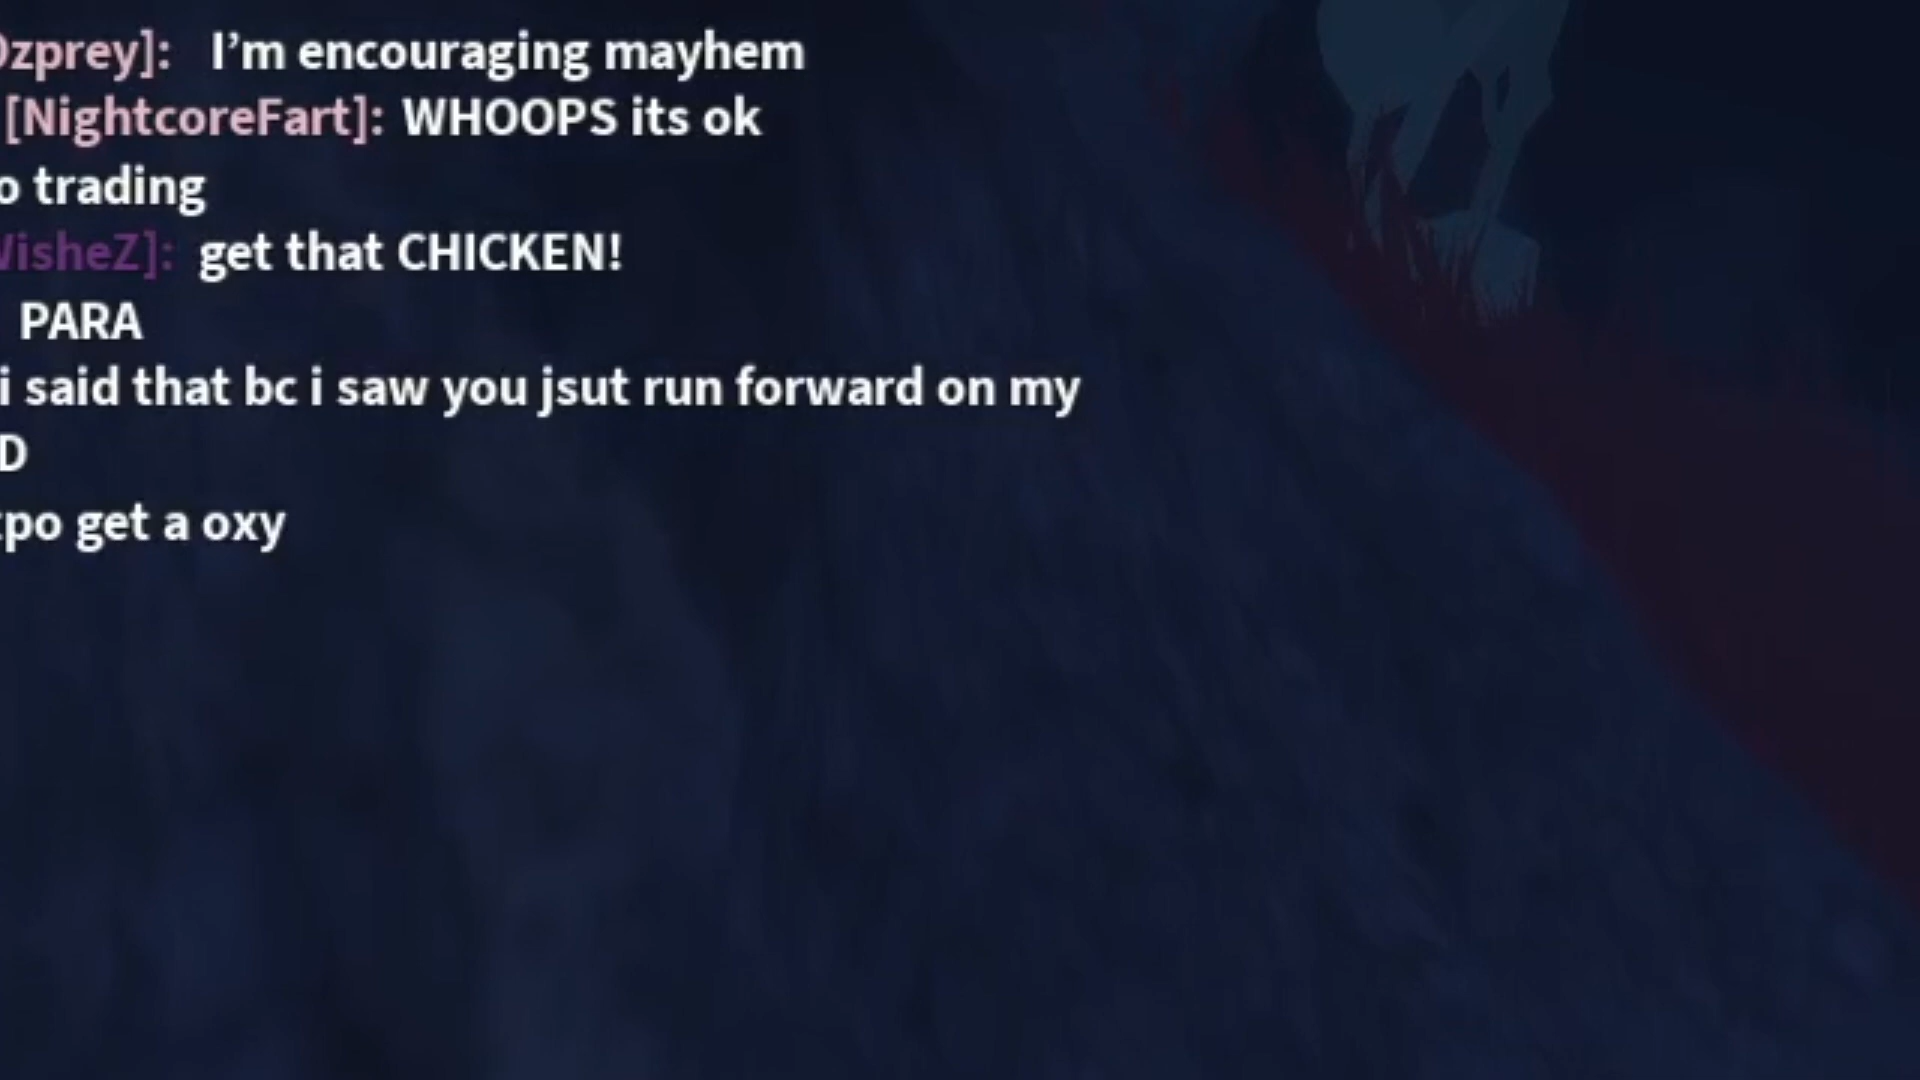 Ozprey]: I’m encouraging mayhem
[NightcoreFart]: WHOOPS its ok
o trading
WisheZ]: get that CHICKEN!
PARA
i said that bc i saw you jsut run forward on my
D
po get a oxy